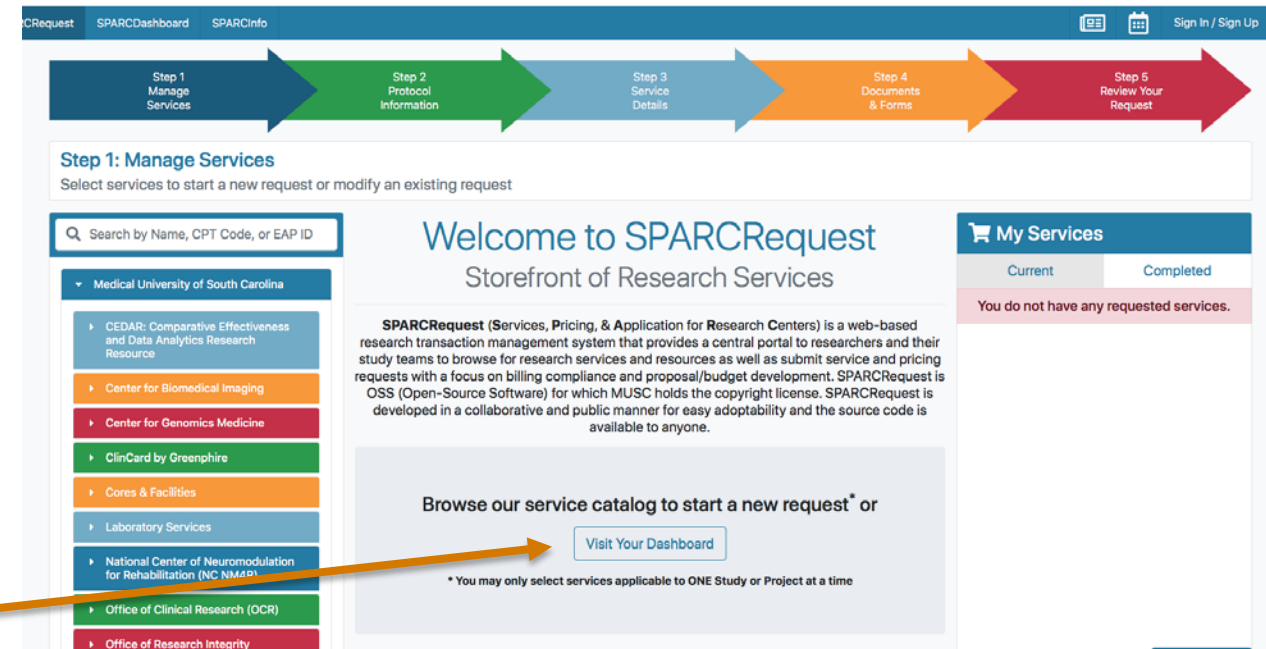 CRequest SPARCDashboard SPARCInfo Sign In / Sign Up
Step 1
Manage
Services
Step 2
Protocol
Information
Step 3
Service
Details
Step 4
Documents
& Forms
Step 5
Review Your
Request
Step 1: Manage Services
Select services to start a new request or modify an existing request
Search by Name, CPT Code, or EAP ID
Medical University of South Carolina
CEDAR: Comparative Effectiveness
and Data Analytics Research
Resource
Center for Biomedical Imaging
Center for Genomics Medicine
ClinCard by Greenphire
Cores & Facilities
Laboratory Services
National Center of Neuromodulation
for Rehabilitation (NC NM4R)
Office of Clinical Research (OCR)
Office of Research Integrity
Welcome to SPARCRequest
Storefront of Research Services
SPARCRequest (Services, Pricing, & Application for Research Centers) is a web-based
research transaction management system that provides a central portal to researchers and their
study teams to browse for research services and resources as well as submit service and pricing
requests with a focus on billing compliance and proposal/budget development. SPARCRequest is
OSS (Open-Source Software) for which MUSC holds the copyright license. SPARCRequest is
developed in a collaborative and public manner for easy adoptability and the source code is
available to anyone.
Browse our service catalog to start a new request* or
Visit Your Dashboard
* You may only select services applicable to ONE Study or Project at a time
My Services
Current Completed
You do not have any requested services.